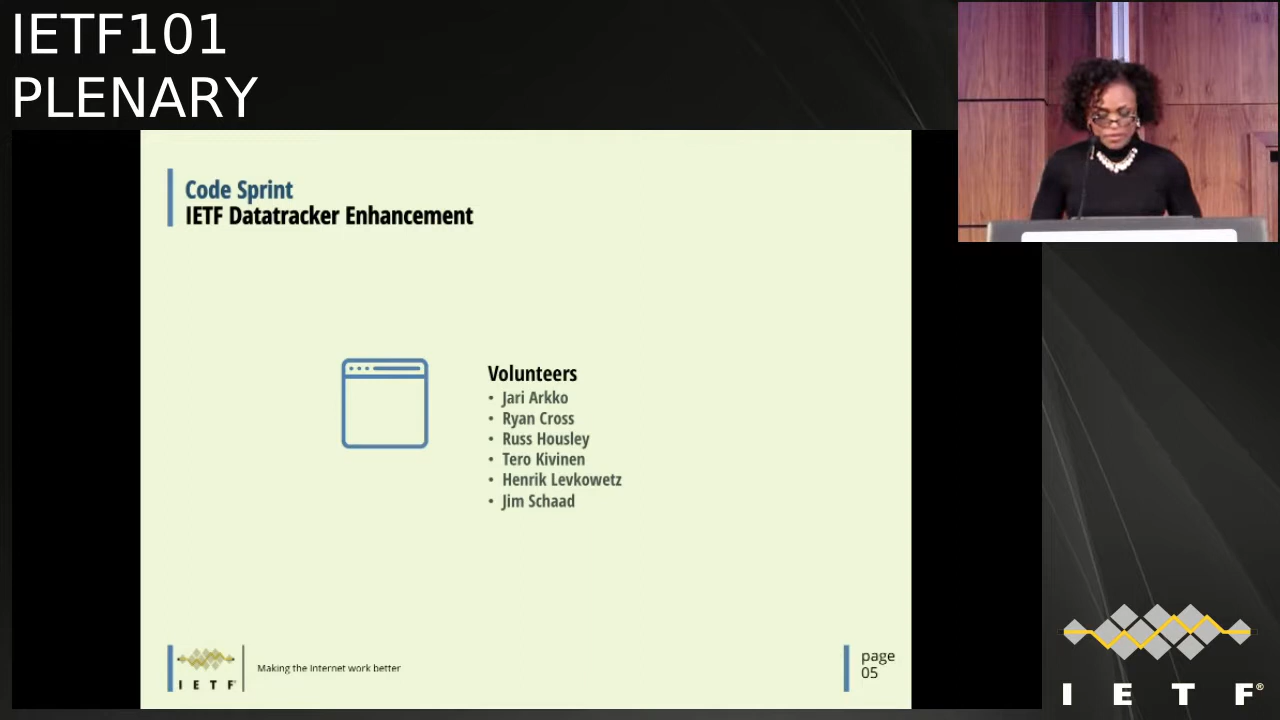 IETF101
PLENARY
Code Sprint
IETF Datatracker Enhancement
Volunteers
• Jari Arkko
• Ryan Cross
• Russ Housley
• Tero Kivinen
• Henrik Levkowetz
• Jim Schaad
I E T F
Making the Internet work better
page
05
I E T F®